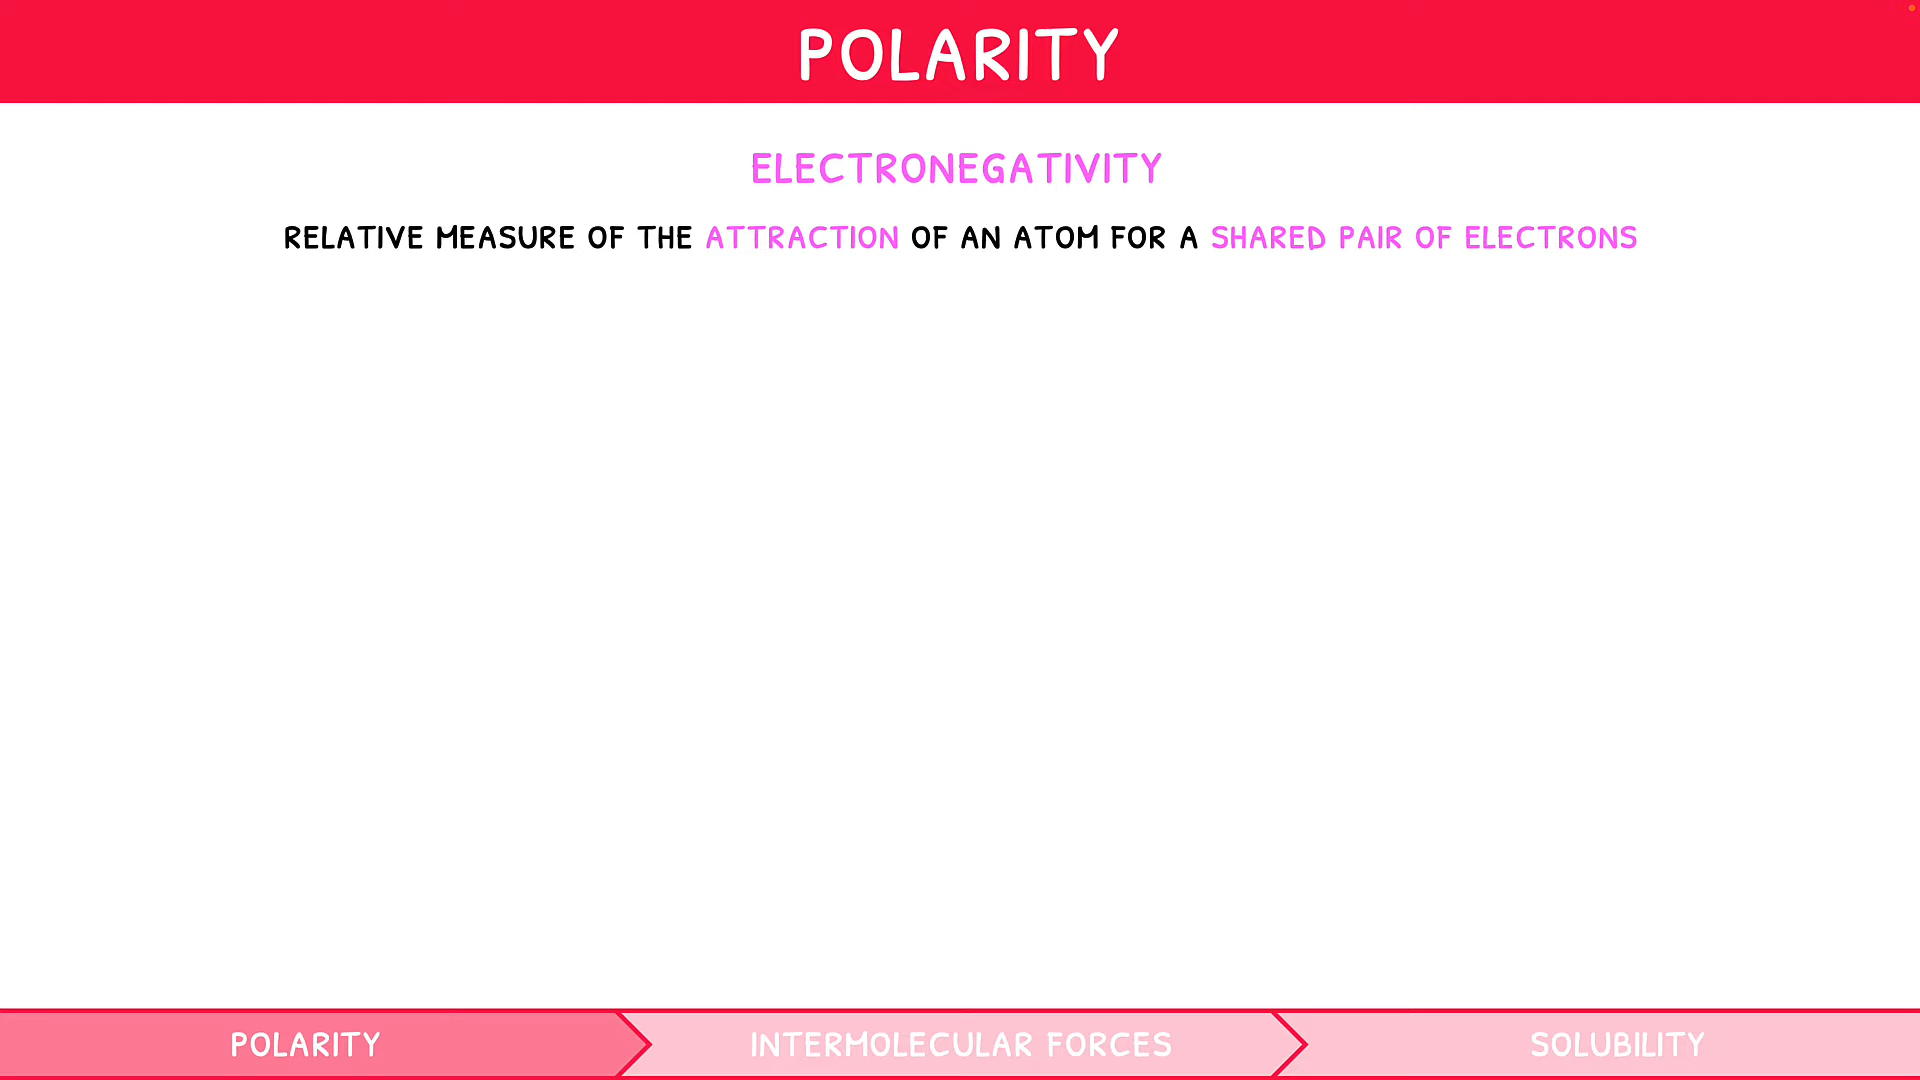 POLARITY
ELECTRONEGATIVITY
RELATIVE MEASURE OF THE ATTRACTION OF AN ATOM FOR A SHARED PAIR OF ELECTRONS
POLARITY
INTERMOLECULAR FORCES
SOLUBILITY